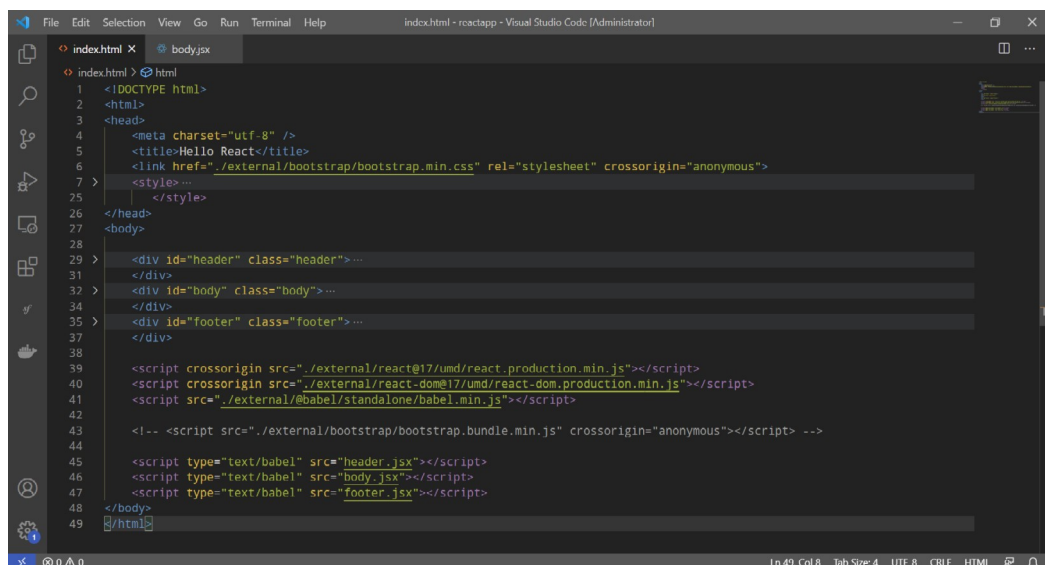 File Edit Selection View Go Run Terminal Help index.html - reactapp - Visual Studio Code [Administrator]
index.html body.jsx
index.html > html
1 <!DOCTYPE html>
2 <html>
3 <head>
4 <meta charset="utf-8" />
5 <title>Hello React</title>
6 <link href="./external/bootstrap/bootstrap.min.css" rel="stylesheet" crossorigin="anonymous">
7 > <style>…
25 </style>
26 </head>
27 <body>
28
29 > <div id="header" class="header">…
31 </div>
32 > <div id="body" class="body">…
34 </div>
35 > <div id="footer" class="footer">…
37 </div>
38
39 <script crossorigin src="./external/react@17/umd/react.production.min.js"></script>
40 <script crossorigin src="./external/react-dom@17/umd/react-dom.production.min.js"></script>
41 <script src="./external/@babel/standalone/babel.min.js"></script>
42
43 <!-- <script src="./external/bootstrap/bootstrap.bundle.min.js" crossorigin="anonymous"></script> -->
44
45 <script type="text/babel" src="header.jsx"></script>
46 <script type="text/babel" src="body.jsx"></script>
47 <script type="text/babel" src="footer.jsx"></script>
48 </body>
49 </html>
1
0 0 Ln 49, Col 8 Tab Size: 4 UTF-8 CRLF HTML